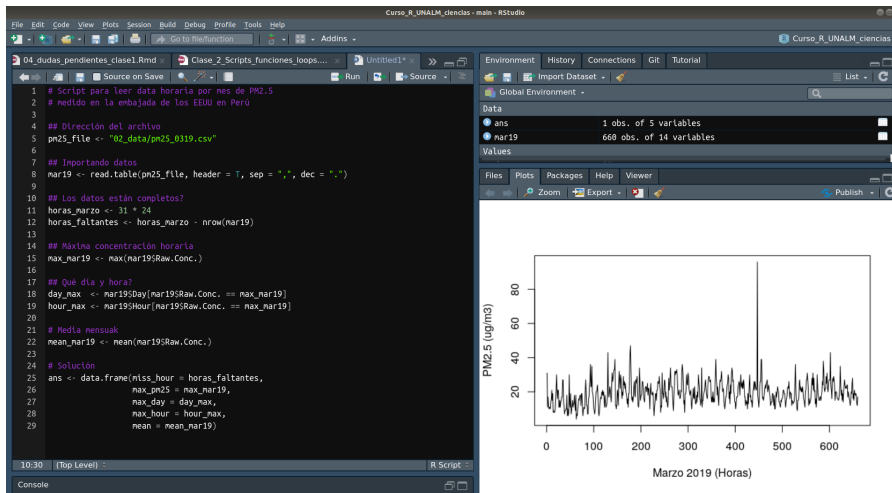 Curso_R_UNALM_ciencias - main - RStudio
File Edit Code View Plots Session Build Debug Profile Tools Help
Go to file/function Addins Curso_R_UNALM_ciencias
04_dudas_pendientes_clase1.Rmd × Clase_2_Scripts_funciones_loops.... × Untitled1* ×
Source on Save Run Source
1 # Script para leer data horaria por mes de PM2.5
2 # medido en la embajada de los EEUU en Perú
3
4 ## Dirección del archivo
5 pm25_file <- "02_data/pm25_0319.csv"
6
7 ## Importando datos
8 mar19 <- read.table(pm25_file, header = T, sep = ",", dec = ".")
9
10 ## Los datos están completos?
11 horas_marzo <- 31 * 24
12 horas_faltantes <- horas_marzo - nrow(mar19)
13
14 ## Máxima concentración horaria
15 max_mar19 <- max(mar19$Raw.Conc.)
16
17 ## Qué día y hora?
18 day_max <- mar19$Day[mar19$Raw.Conc. == max_mar19]
19 hour_max <- mar19$Hour[mar19$Raw.Conc. == max_mar19]
20
21 # Media mensuak
22 mean_mar19 <- mean(mar19$Raw.Conc.)
23
24 # Solución
25 ans <- data.frame(miss_hour = horas_faltantes,
26 max_pm25 = max_mar19,
27 max_day = day_max,
28 max_hour = hour_max,
29 mean = mean_mar19)
10:30 (Top Level) R Script
Console
Environment History Connections Git Tutorial
Import Dataset List
Global Environment
Data
ans 1 obs. of 5 variables
mar19 660 obs. of 14 variables
Values
Files Plots Packages Help Viewer
Zoom Export Publish
PM2.5 (ug/m3)
80
60
40
20
0 100 200 300 400 500 600
Marzo 2019 (Horas)